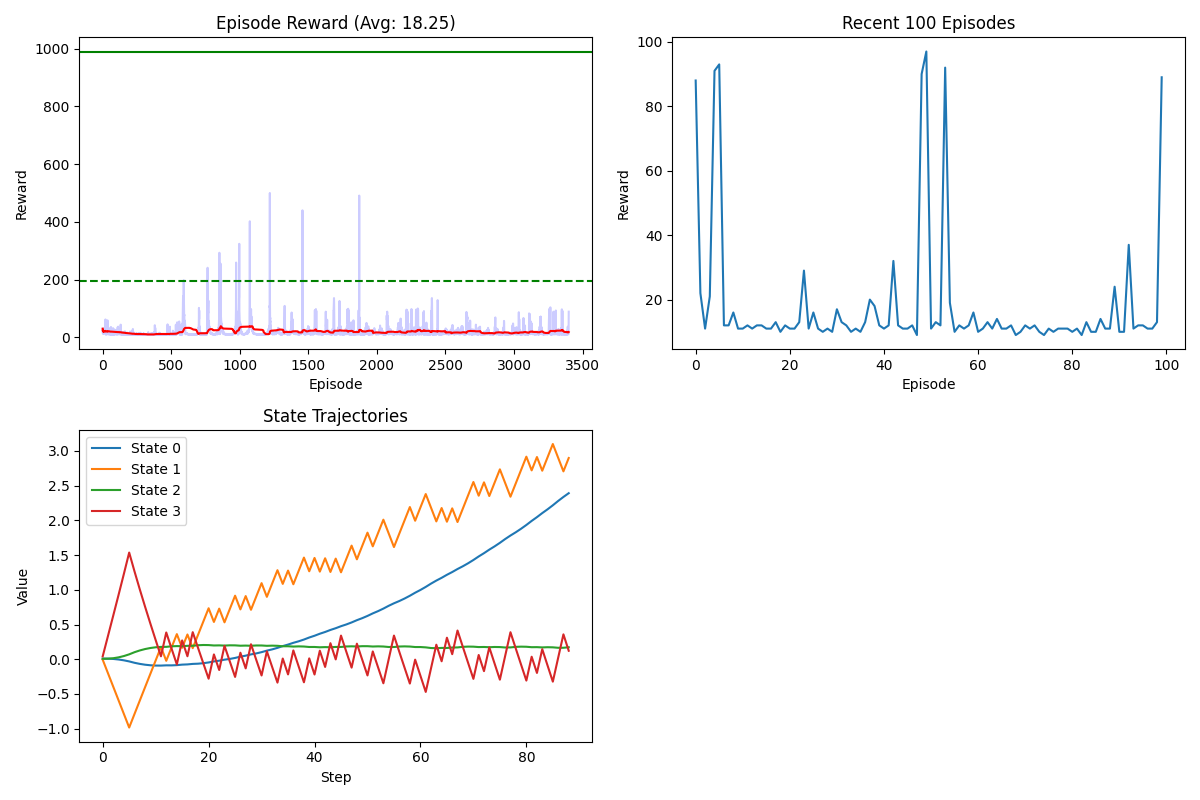 Episode Reward (Avg: 18.25)
1000
800
600
400
200
0
Reward
0 500 1000 1500 2000 2500 3000 3500
Episode
Recent 100 Episodes
100
80
60
40
20
Reward
0 20 40 60 80 100
Episode
State Trajectories
State 0
State 1
State 2
State 3
3.0
2.5
2.0
1.5
1.0
0.5
0.0
−0.5
−1.0
Value
0 20 40 60 80
Step